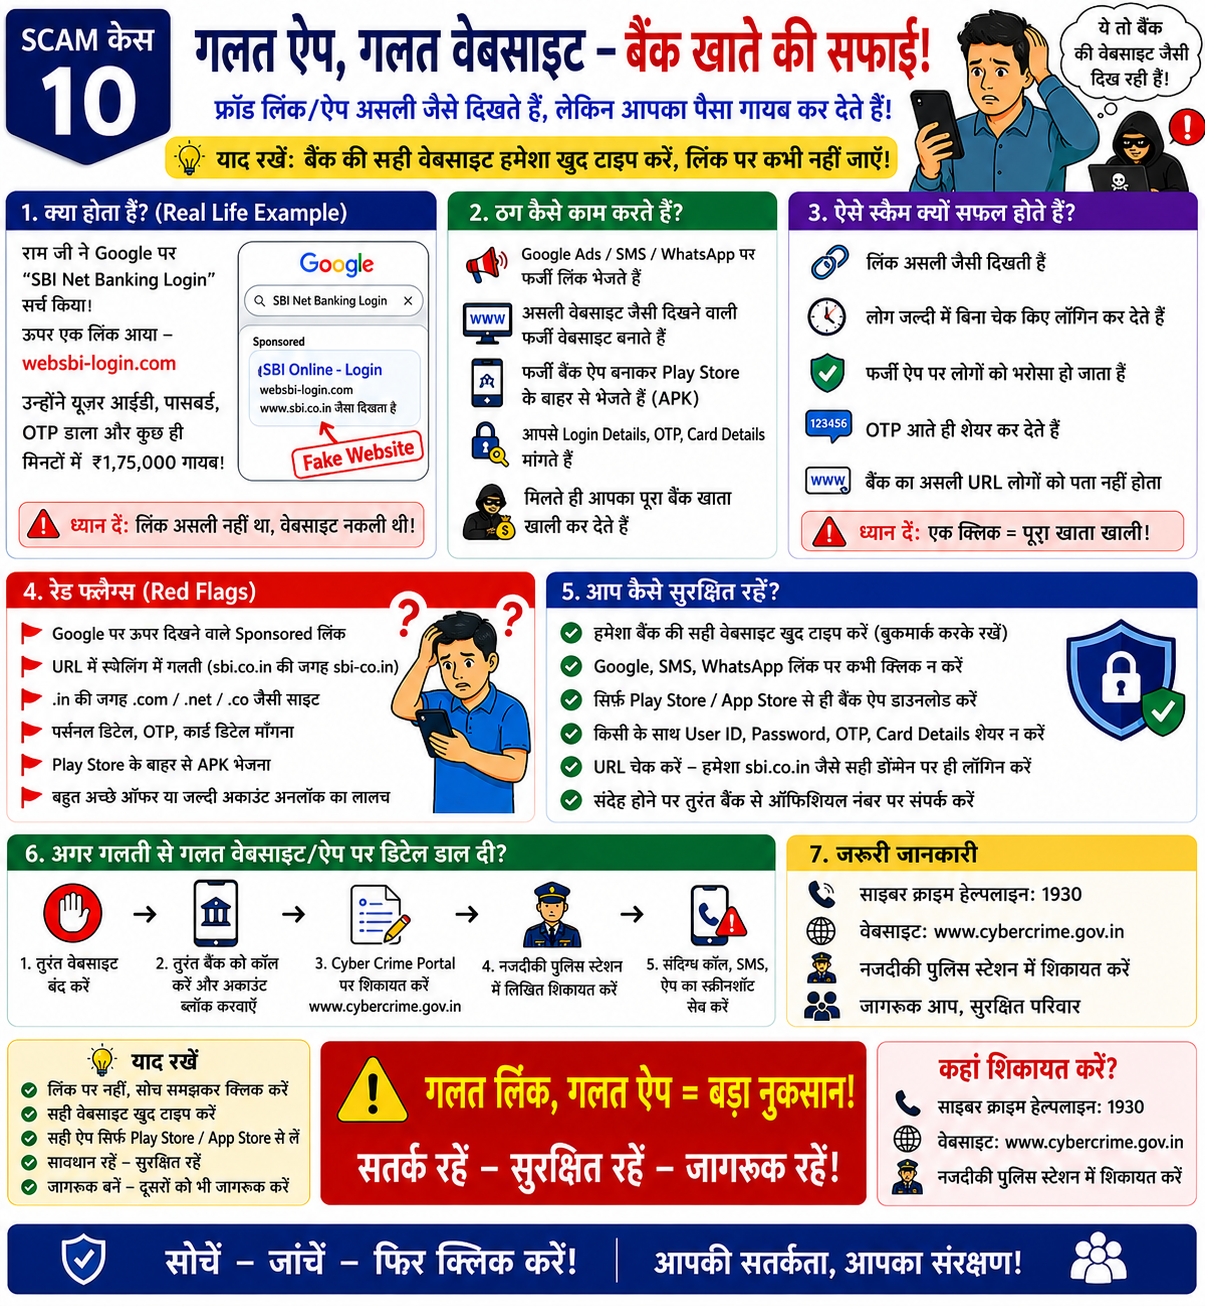 SCAM केस
10
गलत ऐप, गलत वेबसाइट – बैंक खाते की सफाई!
फ्रॉड लिंक/ऐप असली जैसे दिखते हैं, लेकिन आपका पैसा गायब कर देते हैं!
याद रखें: बैंक की सही वेबसाइट हमेशा खुद टाइप करें, लिंक पर कभी नहीं जाएँ!
ये तो बैंक
की वेबसाइट जैसी
दिख रही हैं!
!
1. क्या होता हैं? (Real Life Example)
राम जी ने Google पर
“SBI Net Banking Login”
सर्च किया!
ऊपर एक लिंक आया –
websbi-login.com
उन्होंने यूज़र आईडी, पासबर्ड,
OTP डाला और कुछ ही
मिनटों में ₹1,75,000 गायब!
Google
SBI Net Banking Login ×
Sponsored
SBI Online - Login
websbi-login.com
www.sbi.co.in जैसा दिखता है
Fake Website
ध्यान दें: लिंक असली नहीं था, वेबसाइट नकली थी!
2. ठग कैसे काम करते हैं?
Google Ads / SMS / WhatsApp पर
फर्जी लिंक भेजते हैं
WWW
असली वेबसाइट जैसी दिखने वाली
फर्जी वेबसाइट बनाते हैं
फर्जी बैंक ऐप बनाकर Play Store
के बाहर से भेजते हैं (APK)
आपसे Login Details, OTP, Card Details
मांगते हैं
मिलते ही आपका पूरा बैंक खाता
खाली कर देते हैं
3. ऐसे स्कैम क्यों सफल होते हैं?
लिंक असली जैसी दिखती हैं
लोग जल्दी में बिना चेक किए लॉगिन कर देते हैं
फर्जी ऐप पर लोगों को भरोसा हो जाता हैं
123456
OTP आते ही शेयर कर देते हैं
www
बैंक का असली URL लोगों को पता नहीं होता
ध्यान दें: एक क्लिक = पूरा खाता खाली!
4. रेड फ्लैग्स (Red Flags)
Google पर ऊपर दिखने वाले Sponsored लिंक
URL में स्पेलिंग में गलती (sbi.co.in की जगह sbi-co.in)
.in की जगह .com / .net / .co जैसी साइट
पर्सनल डिटेल, OTP, कार्ड डिटेल माँगना
Play Store के बाहर से APK भेजना
बहुत अच्छे ऑफर या जल्दी अकाउंट अनलॉक का लालच
? ?
5. आप कैसे सुरक्षित रहें?
हमेशा बैंक की सही वेबसाइट खुद टाइप करें (बुकमार्क करके रखें)
Google, SMS, WhatsApp लिंक पर कभी क्लिक न करें
सिर्फ़ Play Store / App Store से ही बैंक ऐप डाउनलोड करें
किसी के साथ User ID, Password, OTP, Card Details शेयर न करें
URL चेक करें – हमेशा sbi.co.in जैसे सही डोंमेन पर ही लॉगिन करें
संदेह होने पर तुरंत बैंक से ऑफिशियल नंबर पर संपर्क करें
6. अगर गलती से गलत वेबसाइट/ऐप पर डिटेल डाल दी?
1. तुरंत वेबसाइट
बंद करें
2. तुरंत बैंक को कॉल
करें और अकाउंट
ब्लॉक करवाएँ
3. Cyber Crime Portal
पर शिकायत करें
www.cybercrime.gov.in
4. नजदीकी पुलिस स्टेशन
में लिखित शिकायत करें
5. संदिग्ध कॉल, SMS,
ऐप का स्क्रीनशॉट
सेव करें
7. जरूरी जानकारी
साइबर क्राइम हेल्पलाइन: 1930
वेबसाइट: www.cybercrime.gov.in
नजदीकी पुलिस स्टेशन में शिकायत करें
जागरूक आप, सुरक्षित परिवार
याद रखें
लिंक पर नहीं, सोच समझकर क्लिक करें
सही वेबसाइट खुद टाइप करें
सही ऐप सिर्फ Play Store / App Store से लें
सावधान रहें – सुरक्षित रहें
जागरूक बनें – दूसरों को भी जागरूक करें
गलत लिंक, गलत ऐप = बड़ा नुकसान!
सतर्क रहें – सुरक्षित रहें – जागरूक रहें!
कहां शिकायत करें?
साइबर क्राइम हेल्पलाइन: 1930
वेबसाइट: www.cybercrime.gov.in
नजदीकी पुलिस स्टेशन में शिकायत करें
सोचें – जांचें – फिर क्लिक करें!
आपकी सतर्कता, आपका संरक्षण!